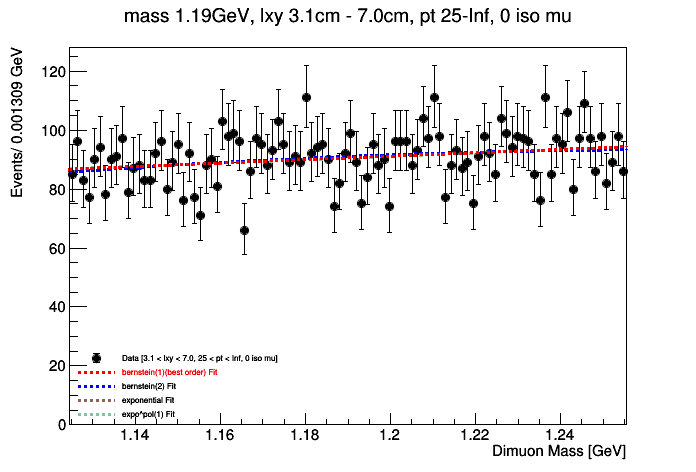 mass 1.19GeV, lxy 3.1cm - 7.0cm, pt 25-Inf, 0 iso mu
Events/ 0.001309 GeV
120
100
80
60
40
20
0
Data [3.1 < lxy < 7.0, 25 < pt < Inf, 0 iso mu]
bernstein(1)(best order) Fit
bernstein(2) Fit
exponential Fit
expo*pol(1) Fit
1.14 1.16 1.18 1.2 1.22 1.24
Dimuon Mass [GeV]